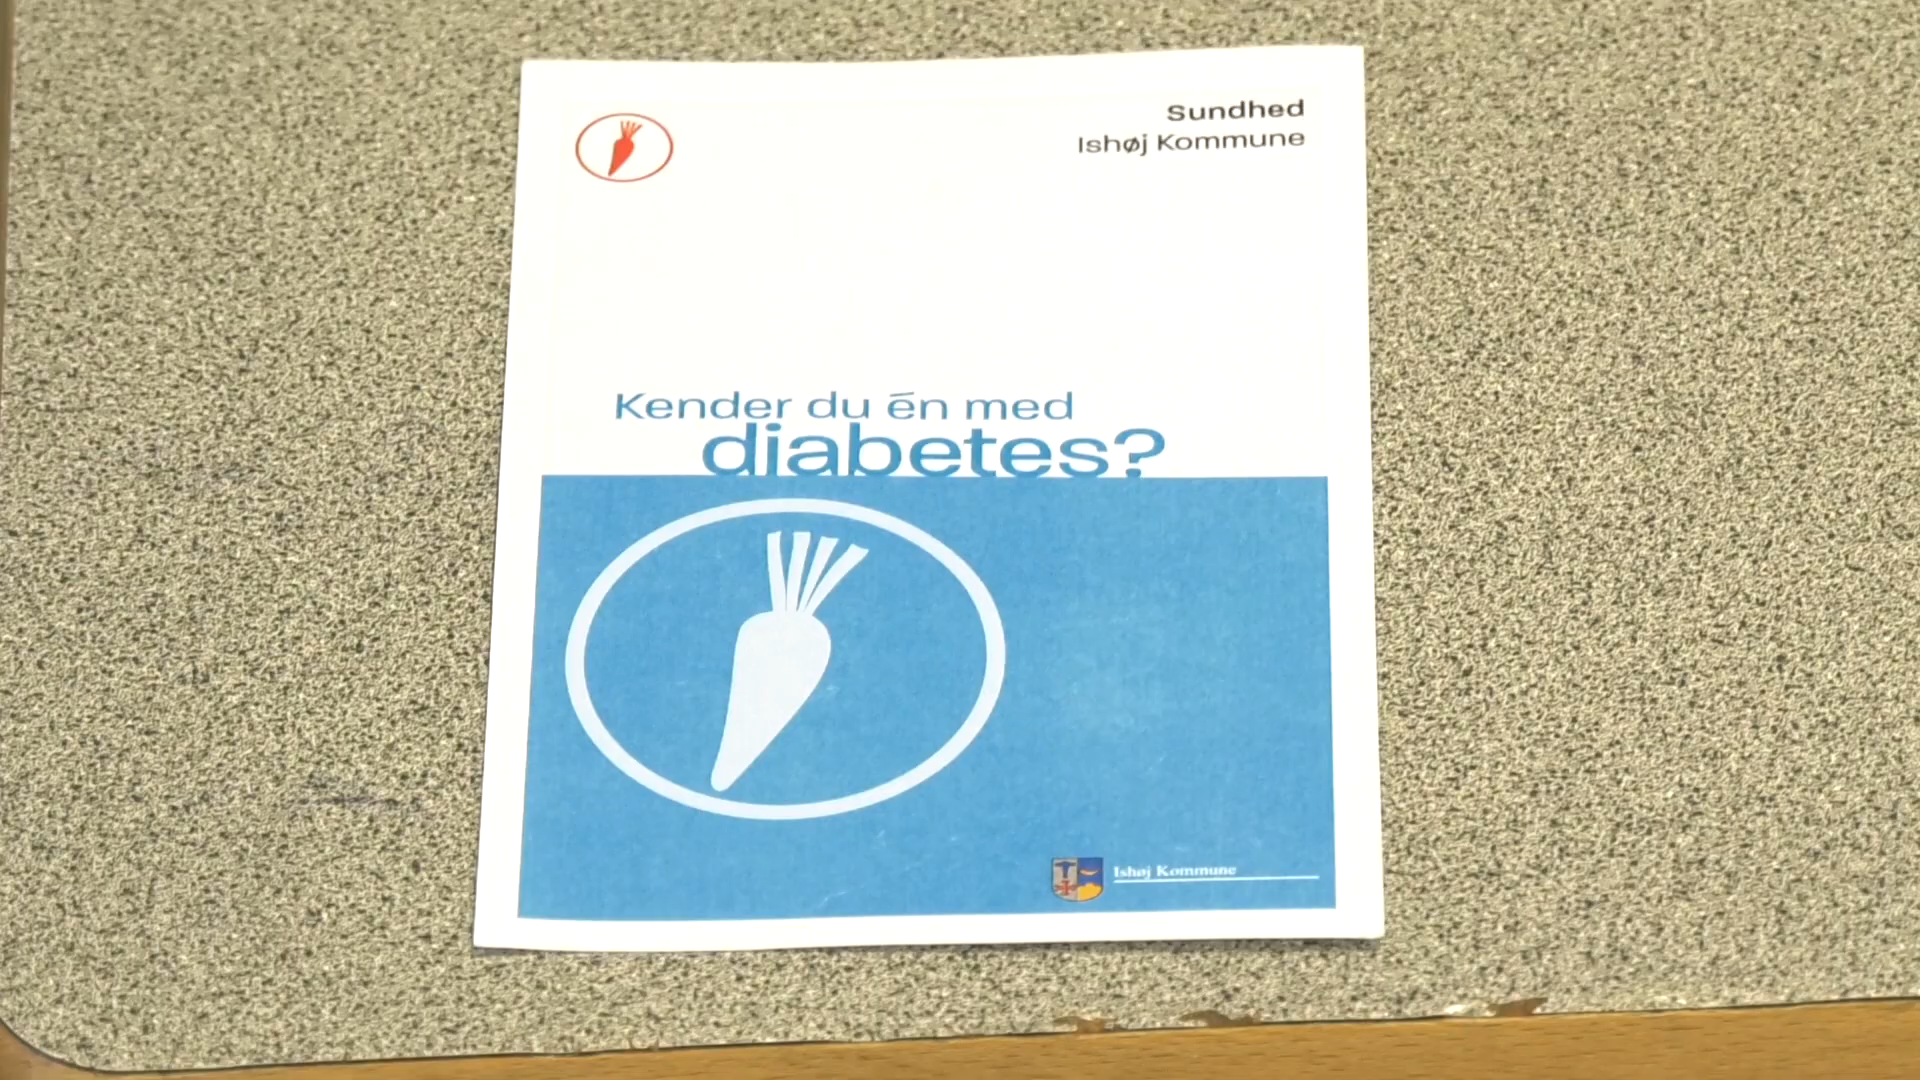 Sundhed
Ishøj Kommune
Kender du én med
diabetes?
Ishøj Kommune